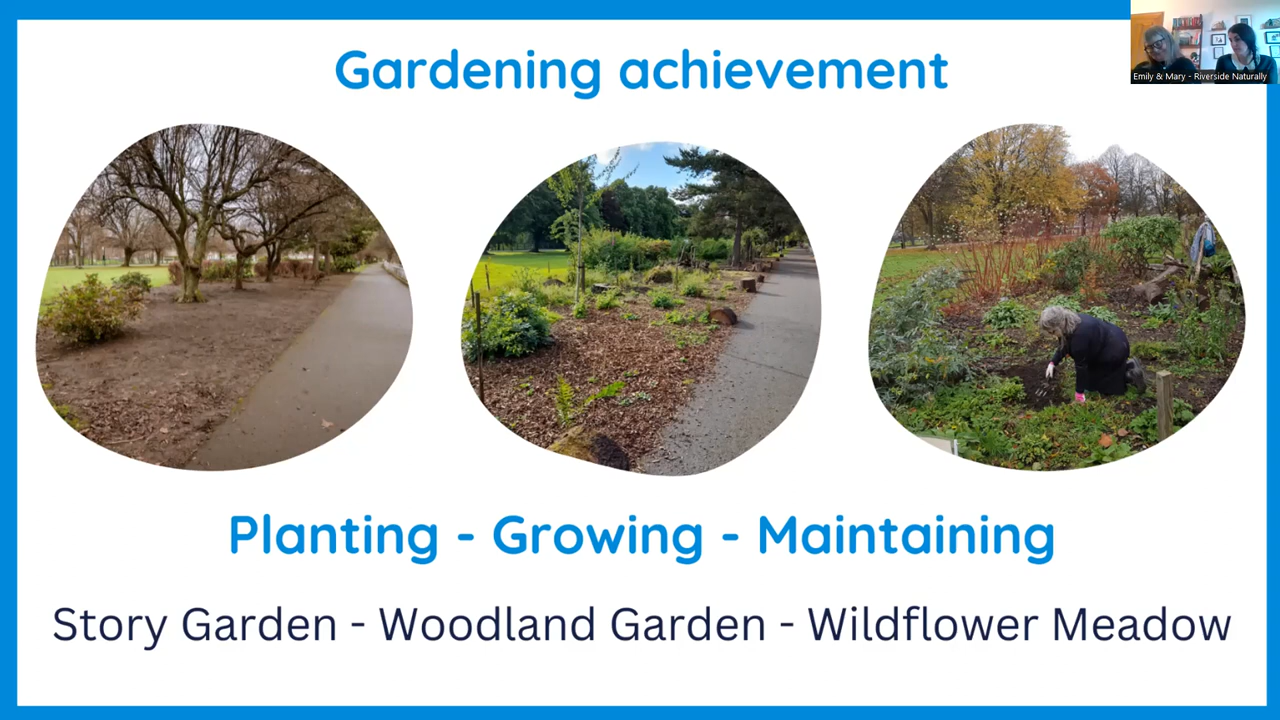 Gardening achievement
Emily & Mary - Riverside Naturally
Planting - Growing - Maintaining
Story Garden - Woodland Garden - Wildflower Meadow